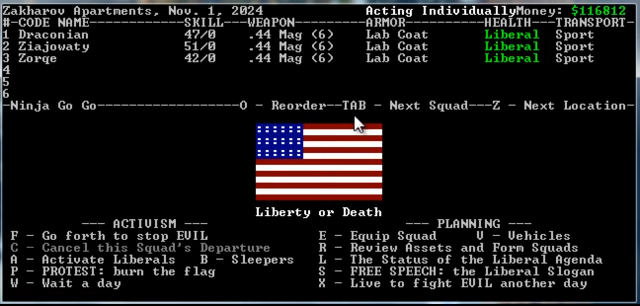 Zakharov Apartments, Nov. 1, 2024 Acting Individually Money: $116812
#-CODE NAME------------SKILL---WEAPON---------ARMOR---------HEALTH---TRANSPORT-
1 Draconian 47/0 .44 Mag (6) Lab Coat Liberal Sport
2 Ziajowaty 51/0 .44 Mag (6) Lab Coat Liberal Sport
3 Zorqe 42/0 .44 Mag (6) Lab Coat Liberal Sport
4
5
6
-Ninja Go Go------------------O - Reorder--TAB - Next Squad---Z - Next Location-
Liberty or Death
--- ACTIVISM --- --- PLANNING ---
F - Go forth to stop EVIL E - Equip Squad V - Vehicles
C - Cancel this Squad's Departure R - Review Assets and Form Squads
A - Activate Liberals B - Sleepers L - The Status of the Liberal Agenda
P - PROTEST: burn the flag S - FREE SPEECH: the Liberal Slogan
W - Wait a day X - Live to fight EVIL another day